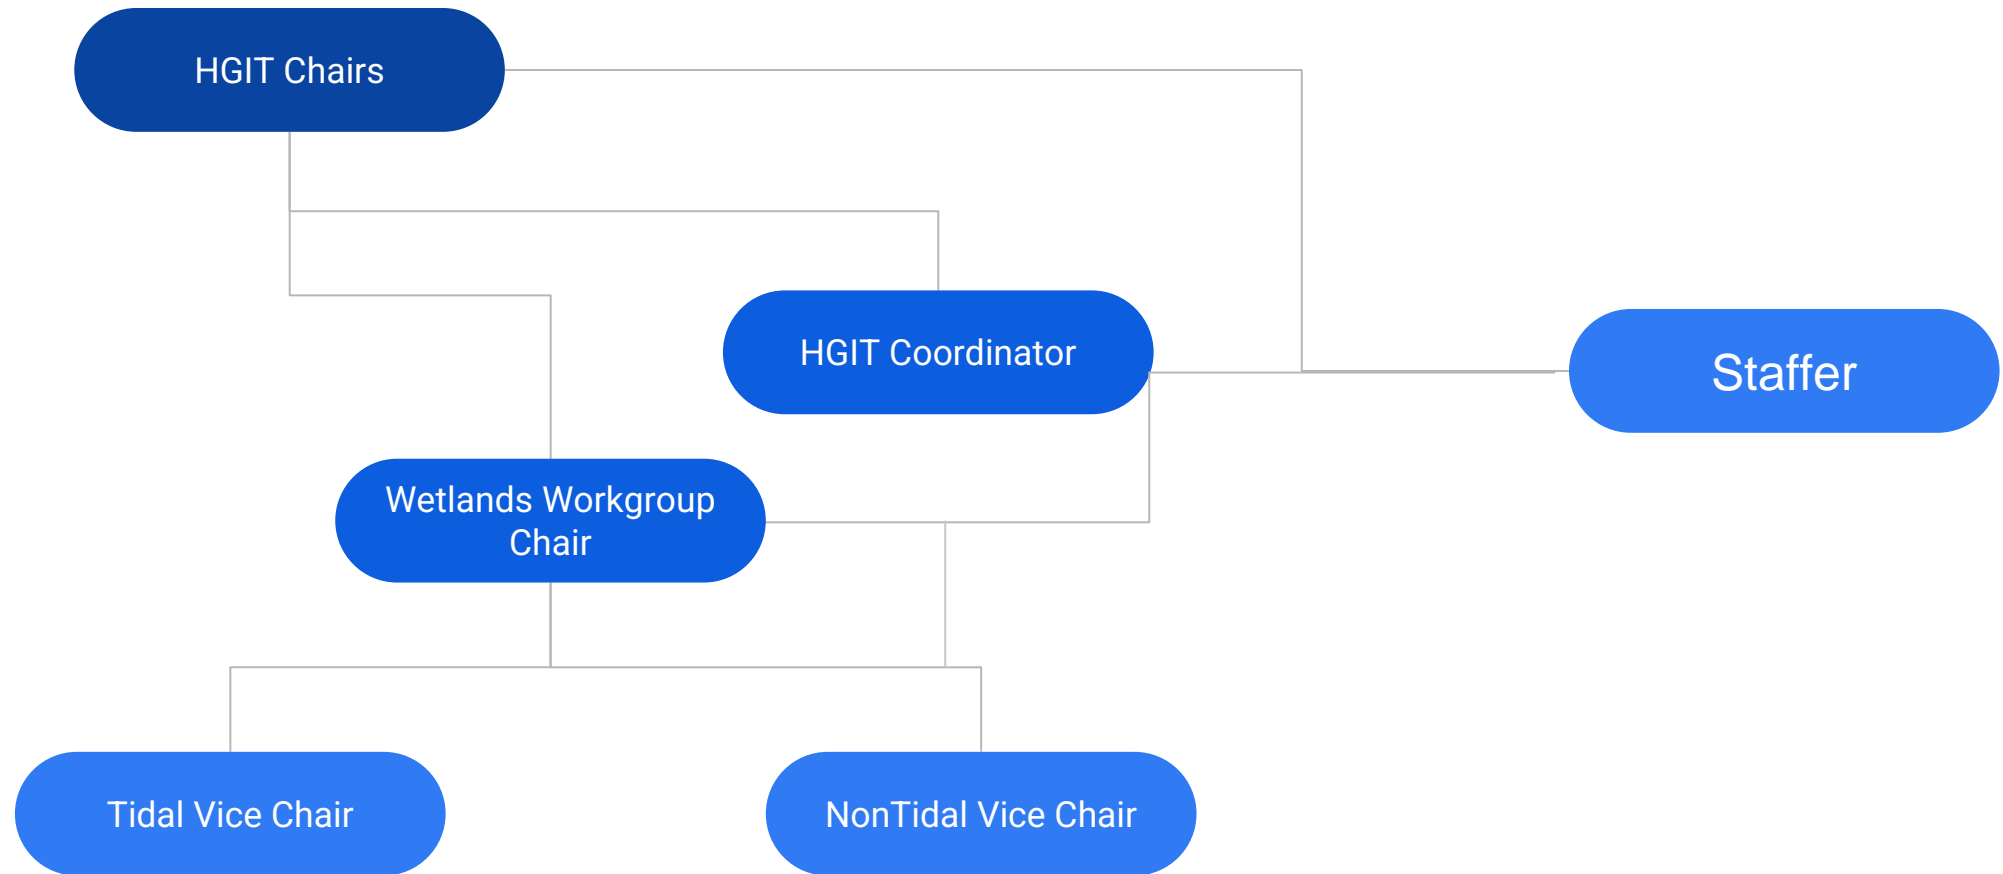 HGIT Chairs
HGIT Coordinator
Staffer
Wetlands Workgroup
Chair
Tidal Vice Chair
NonTidal Vice Chair